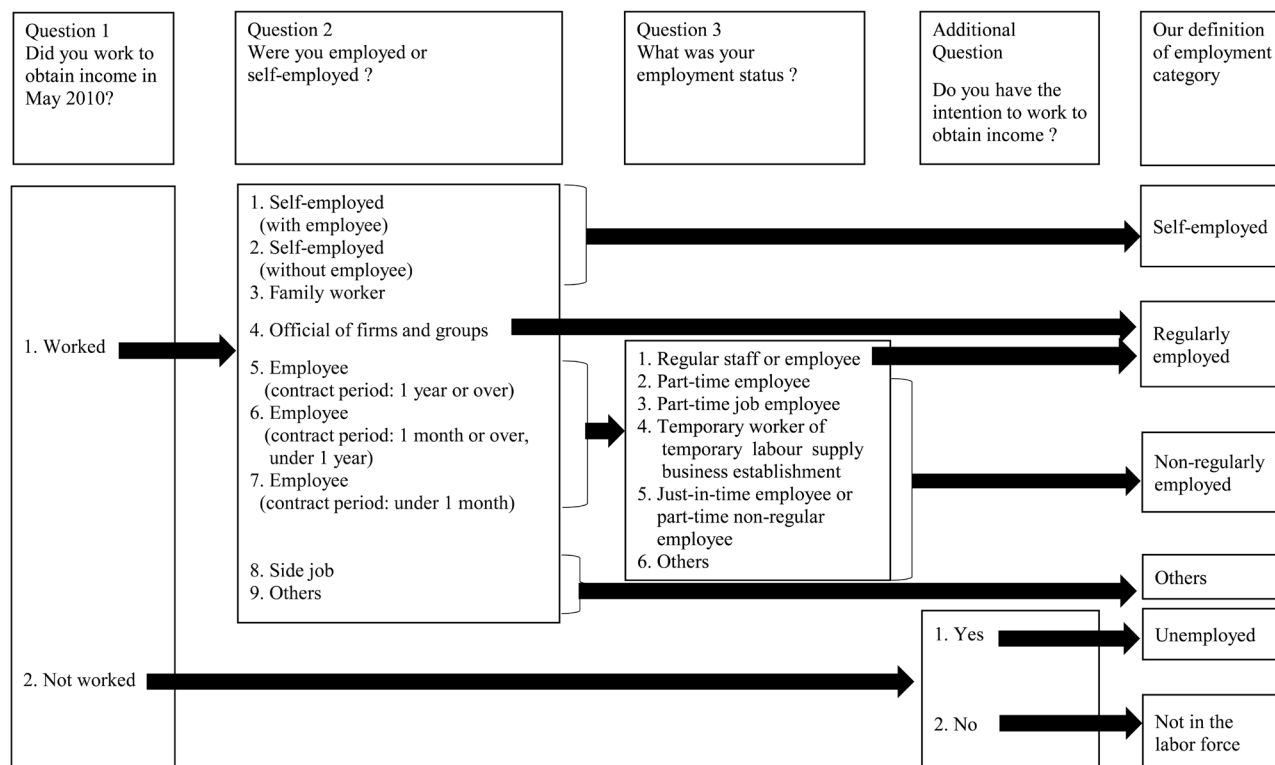 Question 1
Did you work to
obtain income in
May 2010?
Question 2
Were you employed or
self-employed ?
Question 3
What was your
employment status ?
Additional
Question
Do you have the
intention to work to
obtain income ?
Our definition
of employment
category
1. Worked
2. Not worked
1. Self-employed
(with employee)
2. Self-employed
(without employee)
3. Family worker
4. Official of firms and groups
5. Employee
(contract period: 1 year or over)
6. Employee
(contract period: 1 month or over,
under 1 year)
7. Employee
(contract period: under 1 month)
8. Side job
9. Others
1. Regular staff or employee
2. Part-time employee
3. Part-time job employee
4. Temporary worker of
temporary labour supply
business establishment
5. Just-in-time employee or
part-time non-regular
employee
6. Others
1. Yes
2. No
Self-employed
Regularly
employed
Non-regularly
employed
Others
Unemployed
Not in the
labor force